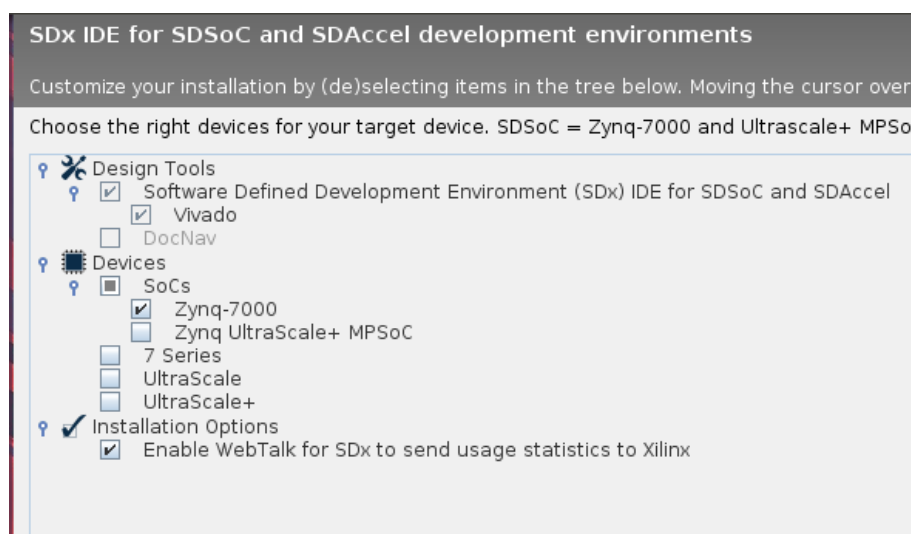 SDx IDE for SDSoC and SDAccel development environments
Customize your installation by (de)selecting items in the tree below. Moving the cursor over
Choose the right devices for your target device. SDSoC = Zynq-7000 and Ultrascale+ MPSo
Design Tools
Software Defined Development Environment (SDx) IDE for SDSoC and SDAccel
Vivado
DocNav
Devices
SoCs
Zynq-7000
Zynq UltraScale+ MPSoC
7 Series
UltraScale
UltraScale+
Installation Options
Enable WebTalk for SDx to send usage statistics to Xilinx